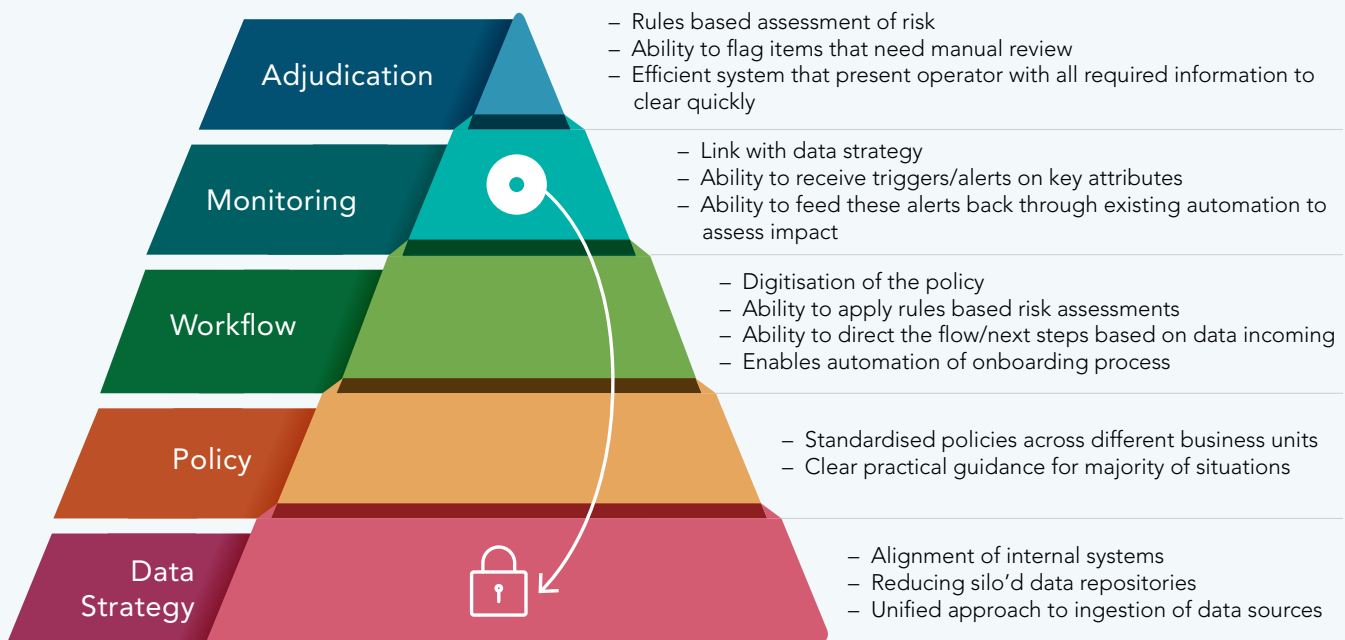 Adjudication
– Rules based assessment of risk
– Ability to flag items that need manual review
– Efficient system that present operator with all required information to
clear quickly
Monitoring
– Link with data strategy
– Ability to receive triggers/alerts on key attributes
– Ability to feed these alerts back through existing automation to
assess impact
Workflow
– Digitisation of the policy
– Ability to apply rules based risk assessments
– Ability to direct the flow/next steps based on data incoming
– Enables automation of onboarding process
Policy
– Standardised policies across different business units
– Clear practical guidance for majority of situations
Data
Strategy
– Alignment of internal systems
– Reducing silo’d data repositories
– Unified approach to ingestion of data sources